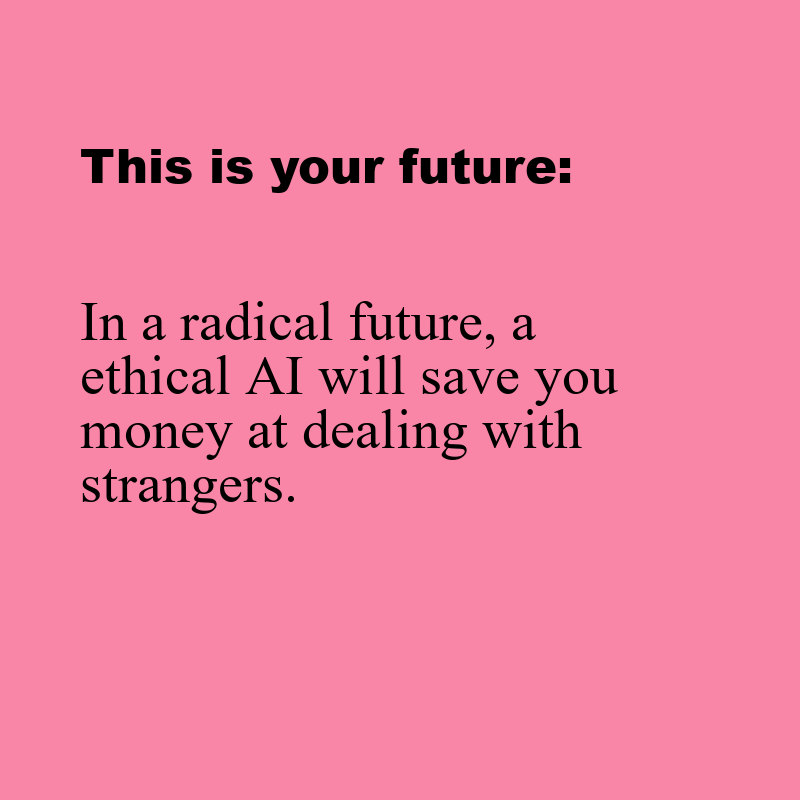 This is your future:
In a radical future, a
ethical AI will save you
money at dealing with
strangers.